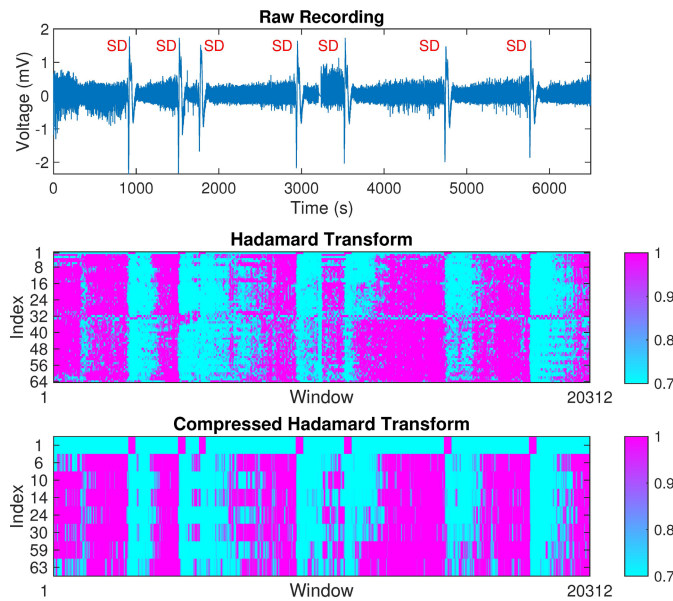 Raw Recording
SD SD SD SD SD SD SD
2
1
0
-1
-2
Voltage (mV)
0 1000 2000 3000 4000 5000 6000
Time (s)
Hadamard Transform
1
8
16
24
32
40
48
56
64
Index
1 Window 20312
1
0.9
0.8
0.7
Compressed Hadamard Transform
1
6
10
14
24
30
59
63
Index
1 Window 20312
1
0.9
0.8
0.7